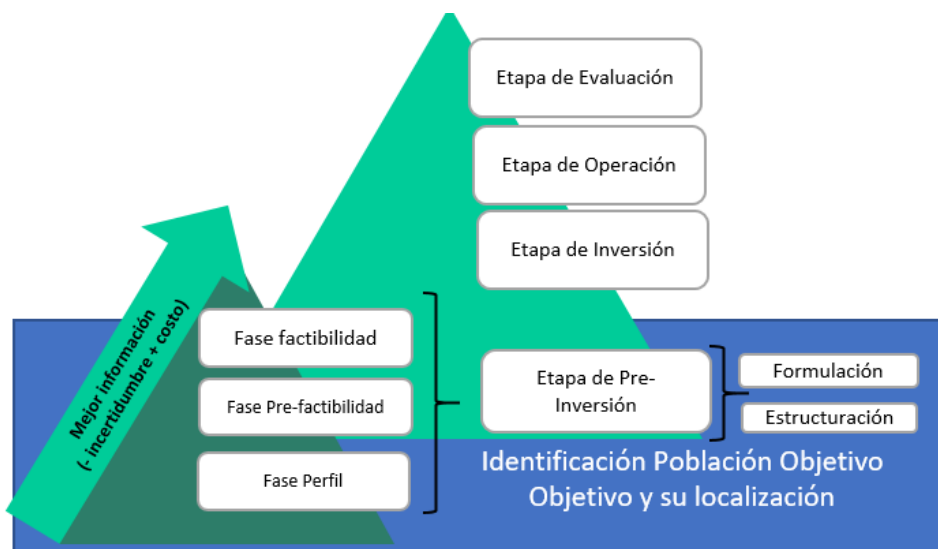 Etapa de Evaluación
Etapa de Operación
Etapa de Inversión
Mejor información
(- incertidumbre + costo)
Fase factibilidad
Fase Pre-factibilidad
Fase Perfil
Etapa de Pre-
Inversión
Formulación
Estructuración
Identificación Población Objetivo
Objetivo y su localización